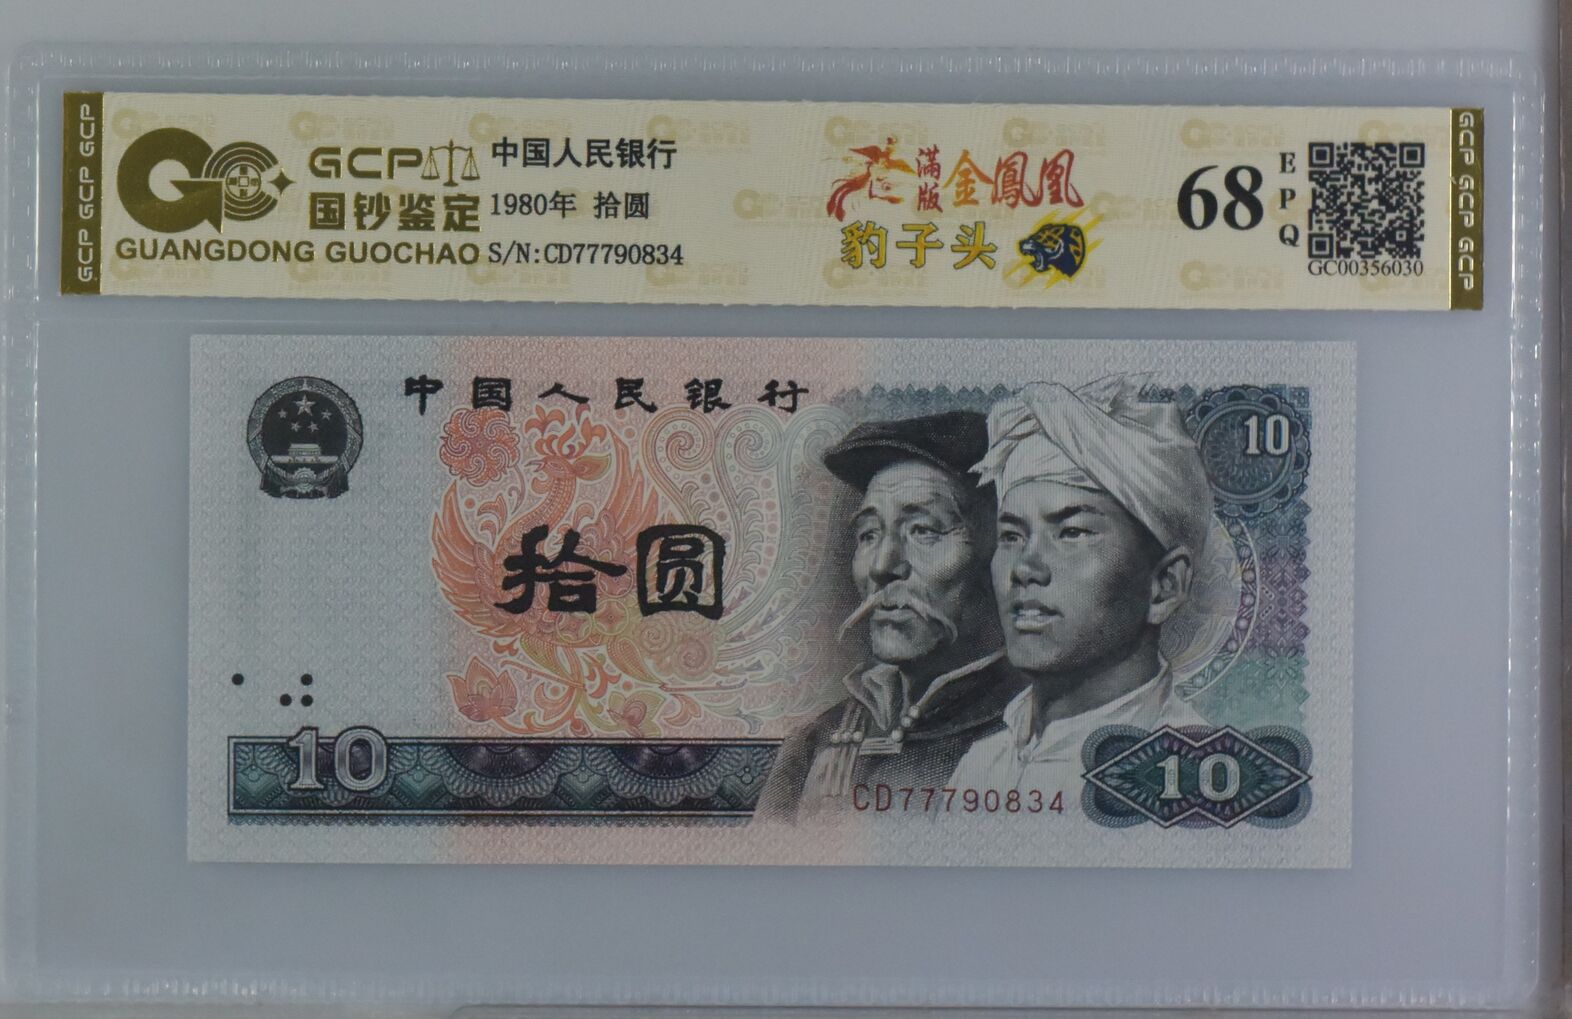 GCP GCP GCP
GCP
国钞鉴定
GUANGDONG GUOCHAO
中国人民银行
1980年 拾圆
S/N:CD77790834
满版 金鳳凰
豹子头
68
EPQ
GC00356030
GCP GCP GCP
中国人民银行
10
拾圆
10
CD77790834
10